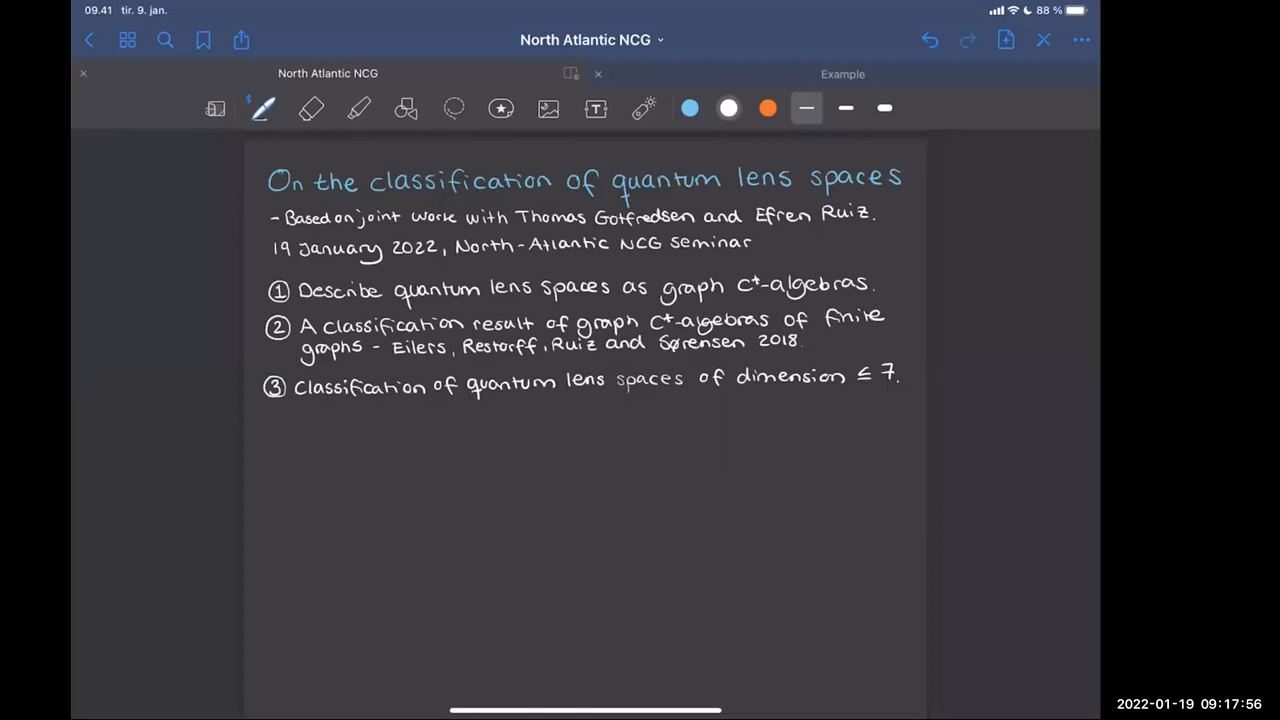 09.41 tir. 9. jan. 88 %
North Atlantic NCG
North Atlantic NCG Example
On the classification of quantum lens spaces
- Based on joint work with Thomas Gotfredsen and Efren Ruiz.
19 January 2022, North-Atlantic NCG Seminar
① Describe quantum lens spaces as graph C*-algebras.
② A classification result of graph C*-algebras of finite
graphs - Eilers, Restorff, Ruiz and Sørensen 2018.
③ Classification of quantum lens spaces of dimension ≤ 7.
2022-01-19 09:17:56